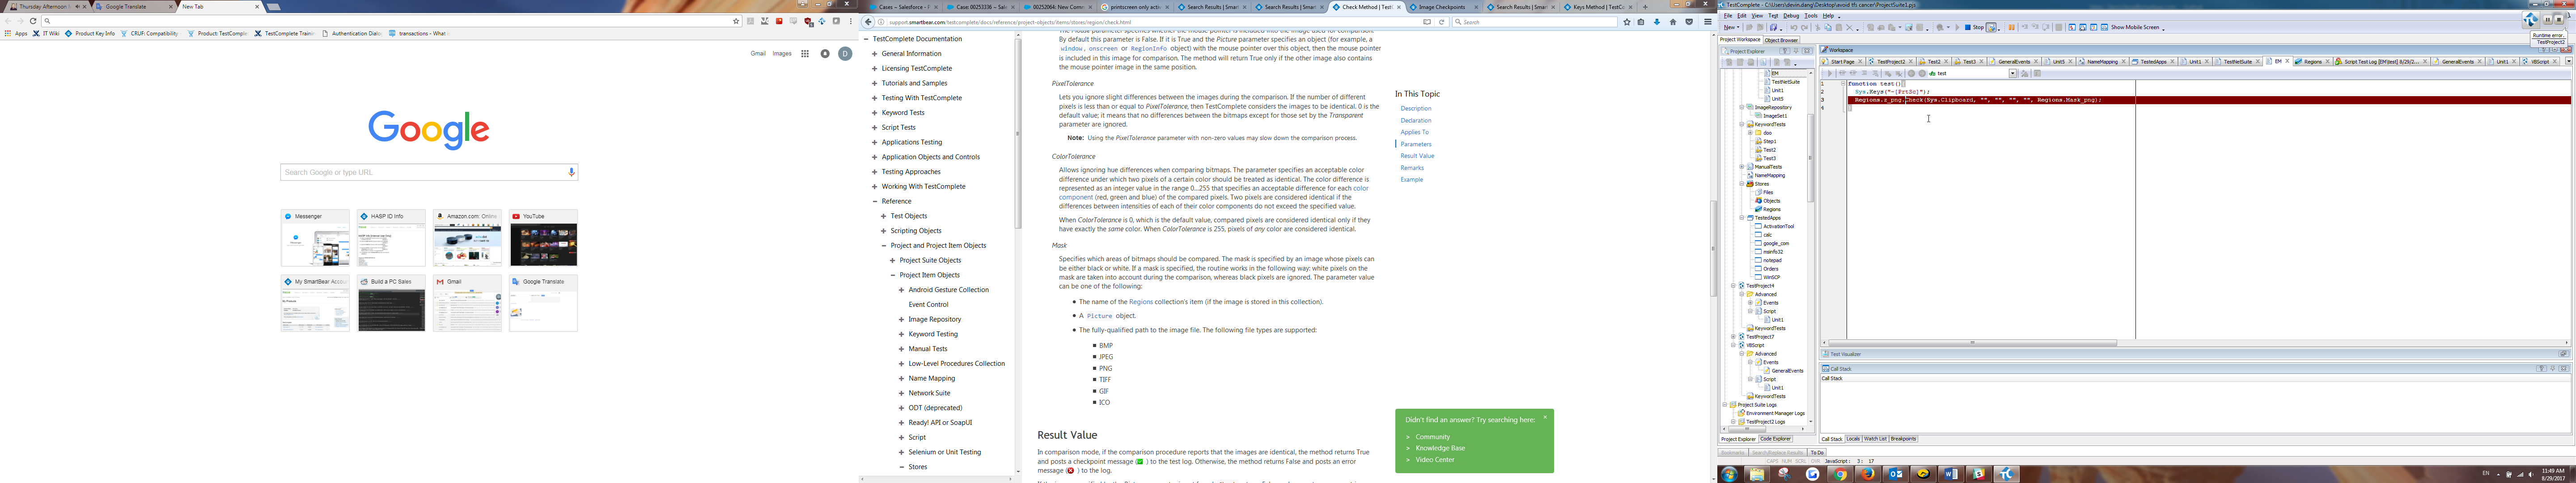 Thursday Afternoon
Google Translate
New Tab
Apps
IT Wiki
Product Key Info
CRUF: Compatibility
Product: TestComplete
TestComplete Trainin
Authentication Dialo
transactions - What
Gmail
Images
D
Google
Search Google or type URL
Messenger
HASP ID Info
Amazon.com: Online
YouTube
My SmartBear Accou
Build a PC Sales
Gmail
Google Translate
Cases ~ Salesforce - F
Case: 00253336 ~ Sale
00252064: New Comm
printscreen only activ
Search Results | Smar
Search Results | Smar
Check Method | Test
Image Checkpoints
Search Results | Smar
Keys Method | TestCo
support.smartbear.com/testcomplete/docs/reference/project-objects/items/stores/region/check.html
Search
TestComplete Documentation
General Information
Licensing TestComplete
Tutorials and Samples
Testing With TestComplete
Keyword Tests
Script Tests
Applications Testing
Application Objects and Controls
Testing Approaches
Working With TestComplete
Reference
Test Objects
Scripting Objects
Project and Project Item Objects
Project Suite Objects
Project Item Objects
Android Gesture Collection
Event Control
Image Repository
Keyword Testing
Manual Tests
Low-Level Procedures Collection
Name Mapping
Network Suite
ODT (deprecated)
Ready! API or SoapUI
Script
Selenium or Unit Testing
Stores
The Mouse parameter specifies whether the mouse pointer is included into the image used for comparison.
By default this parameter is False. If it is True and the Picture parameter specifies an object (for example, a
window, onscreen or RegionInfo object) with the mouse pointer over this object, then the mouse pointer
is included in this image for comparison. The method will return True only if the other image also contains
the mouse pointer image in the same position.
PixelTolerance
Lets you ignore slight differences between the images during the comparison. If the number of different
pixels is less than or equal to PixelTolerance, then TestComplete considers the images to be identical. 0 is the
default value; it means that no differences between the bitmaps except for those set by the Transparent
parameter are ignored.
Note: Using the PixelTolerance parameter with non-zero values may slow down the comparison process.
ColorTolerance
Allows ignoring hue differences when comparing bitmaps. The parameter specifies an acceptable color
difference under which two pixels of a certain color should be treated as identical. The color difference is
represented as an integer value in the range 0...255 that specifies an acceptable difference for each color
component (red, green and blue) of the compared pixels. Two pixels are considered identical if the
differences between intensities of each of their color components do not exceed the specified value.
When ColorTolerance is 0, which is the default value, compared pixels are considered identical only if they
have exactly the same color. When ColorTolerance is 255, pixels of any color are considered identical.
Mask
Specifies which areas of bitmaps should be compared. The mask is specified by an image whose pixels can
be either black or white. If a mask is specified, the routine works in the following way: white pixels on
the mask are taken into account during the comparison, whereas black pixels are ignored. The parameter value
can be one of the following:
The name of the Regions collection's item (if the image is stored in this collection).
A Picture object.
The fully-qualified path to the image file. The following file types are supported:
BMP
JPEG
PNG
TIFF
GIF
ICO
Result Value
In comparison mode, if the comparison procedure reports that the images are identical, the method returns True
and posts a checkpoint message ( ) to the test log. Otherwise, the method returns False and posts an error
message ( ) to the log.
In This Topic
Description
Declaration
Applies To
Parameters
Result Value
Remarks
Example
Didn't find an answer? Try searching here:
> Community
> Knowledge Base
> Video Center
TestComplete - C:\Users\devin.dang\Desktop\avoid tfs cancer\ProjectSuite1.pjs
File Edit View Test Debug Tools Help
New
Stop
Show Mobile Screen
Runtime error..
TestProject2
Project Workspace
Object Browser
Project Explorer
EM
TestNetSuite
Unit1
Unit5
ImageRepository
ImageSet1
KeywordTests
doo
Step1
Test2
Test3
ManualTests
NameMapping
Stores
Files
Objects
Regions
TestedApps
ActivationTool
calc
google_com
msinfo32
notepad
Orders
WinSCP
TestProject4
Advanced
Events
Script
Unit1
KeywordTests
TestProject7
VBScript
Advanced
Events
GeneralEvents
Script
Unit1
KeywordTests
Project Suite Logs
Environment Manager Logs
TestProject2 Logs
Project Explorer
Code Explorer
Workspace
Start Page
TestProject2
Test2
Test3
GeneralEvents
Unit5
NameMapping
TestedApps
Unit1
TestNetSuite
EM
Regions
Script Test Log [EM\test] 8/29/2...
GeneralEvents
Unit1
VBScript
test
1 function test(){
2 Sys.Keys("~[PrtSc]");
3 Regions.z_png.Check(Sys.Clipboard, "", "", "", "", Regions.Mask_png);
4 }
Test Visualizer
Call Stack
Call Stack
Call Stack
Locals
Watch List
Breakpoints
Bookmarks
Search/Replace Results
To Do
CAPS NUM SCRL OVR JavaScript: 3: 17
EN
11:49 AM
8/29/2017